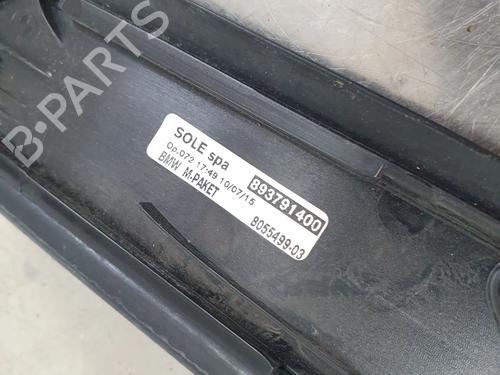 SOLE spa 893791400
Op.072 17:49 10/07/15
BMW M-PAKET 8055499-03
B-PARTS